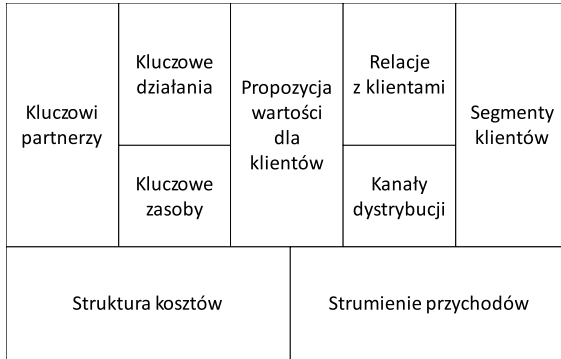 Kluczowi
partnerzy
Kluczowe
działania
Kluczowe
zasoby
Propozycja
wartości
dla
klientów
Relacje
z klientami
Kanały
dystrybucji
Segmenty
klientów
Struktura kosztów
Strumienie przychodów